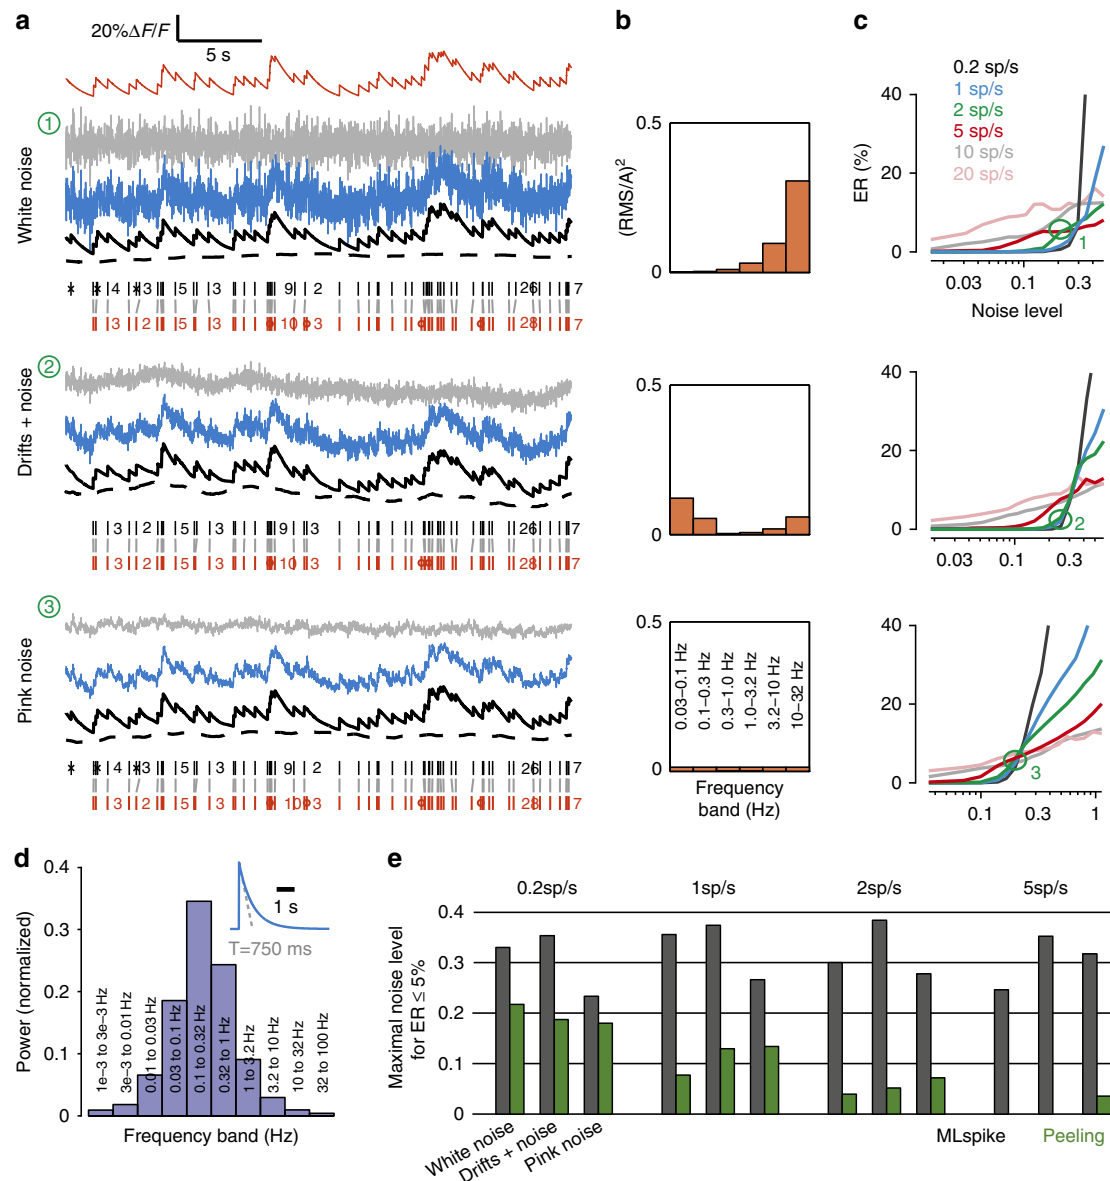 a
b
c
20%ΔF/F
5 s
1
White noise
4 3 5 3 9 2 26 7
3 2 5 3 10 3 28 7
2
Drifts + noise
3 2 5 3 9 3 26 7
3 2 5 3 10 3 28 7
3
Pink noise
4 3 5 3 9 2 26 7
3 2 5 3 10 3 28 7
0.5
(RMS/A)²
0
0.5
0
0.5
0.03–0.1 Hz
0.1–0.3 Hz
0.3–1.0 Hz
1.0–3.2 Hz
3.2–10 Hz
10–32 Hz
0
Frequency
band (Hz)
0.2 sp/s
1 sp/s
2 sp/s
5 sp/s
10 sp/s
20 sp/s
40
ER (%)
20
0
1
0.03 0.1 0.3
Noise level
40
20
0
2
0.03 0.1 0.3
40
20
0
3
0.1 0.3 1
d
0.4
0.3
0.2
0.1
0
Power (normalized)
1 s
T=750 ms
1e–3 to 3e–3 Hz
3e–3 to 0.01 Hz
0.01 to 0.03 Hz
0.03 to 0.1 Hz
0.1 to 0.32 Hz
0.32 to 1 Hz
1 to 3.2 Hz
3.2 to 10 Hz
10 to 32 Hz
32 to 100 Hz
Frequency band (Hz)
e
0.2sp/s 1sp/s 2sp/s 5sp/s
0.4
0.3
0.2
0.1
0
Maximal noise level
for ER ≤ 5%
White noise
Drifts + noise
Pink noise
MLspike Peeling